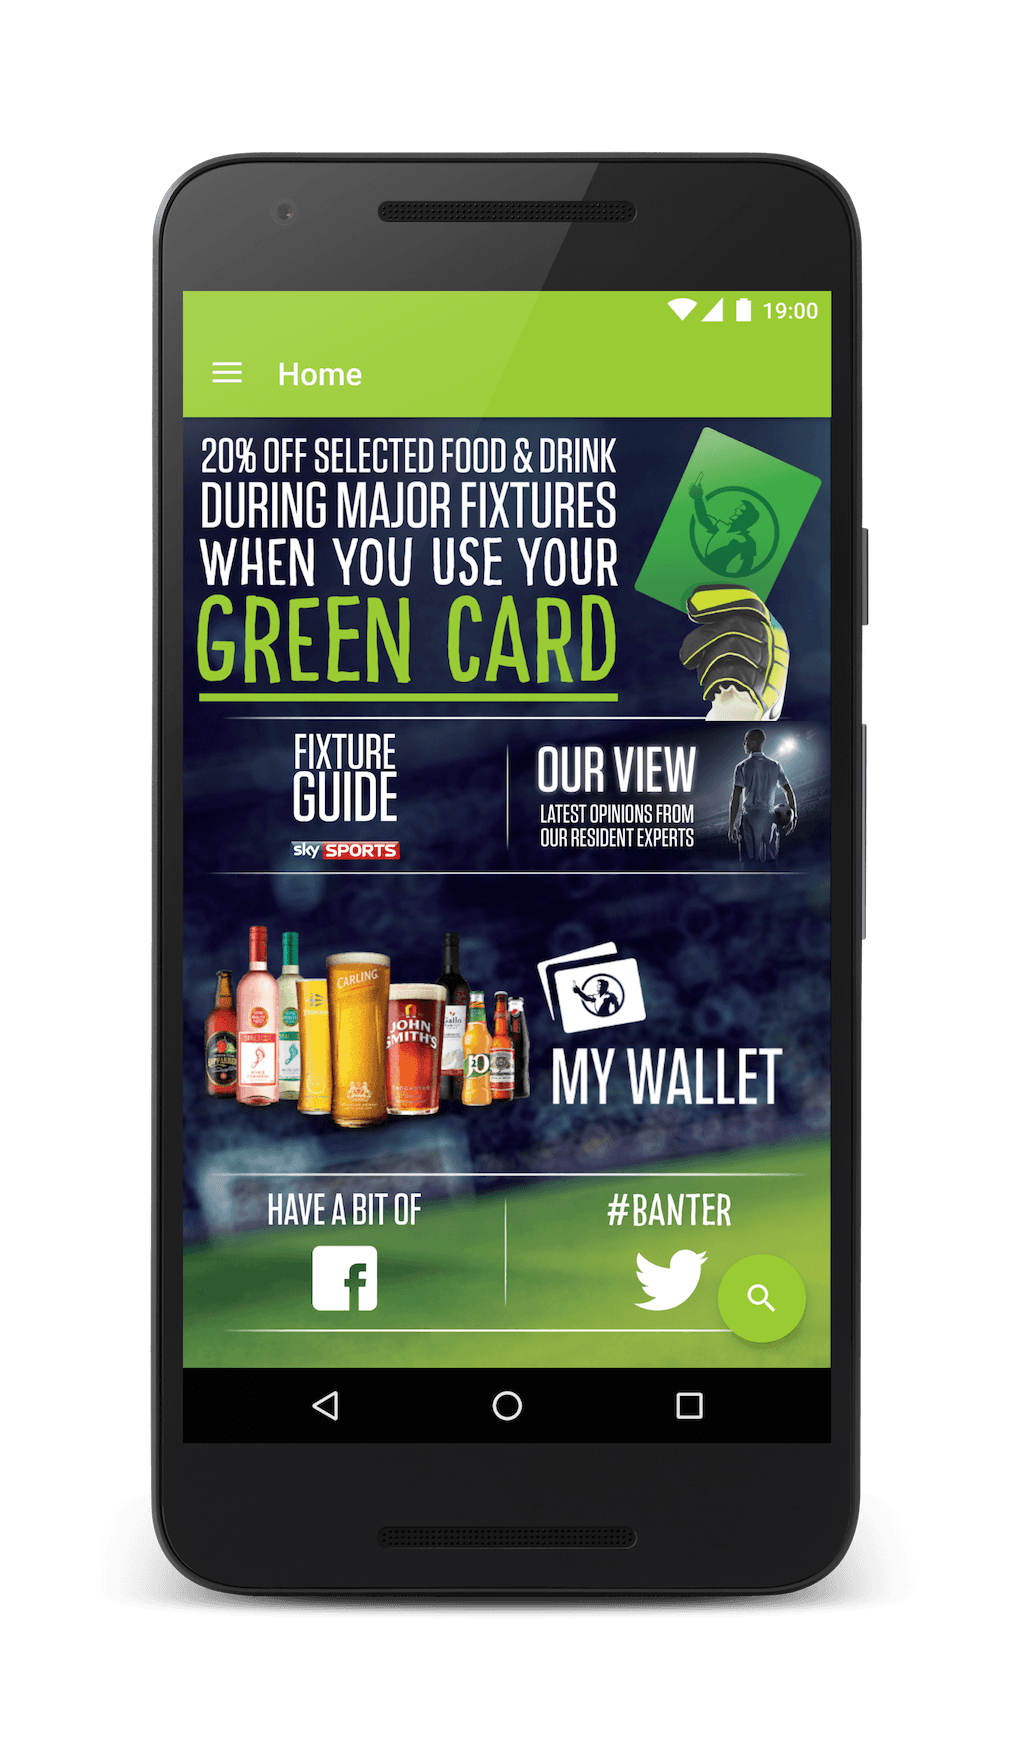 19:00
Home
20% OFF SELECTED FOOD & DRINK
DURING MAJOR FIXTURES
WHEN YOU USE YOUR
GREEN CARD
FIXTURE
GUIDE
sky SPORTS
OUR VIEW
LATEST OPINIONS FROM
OUR RESIDENT EXPERTS
CARLING
JOHN
SMITH'S
Gallo
J2O
MY WALLET
HAVE A BIT OF
#BANTER